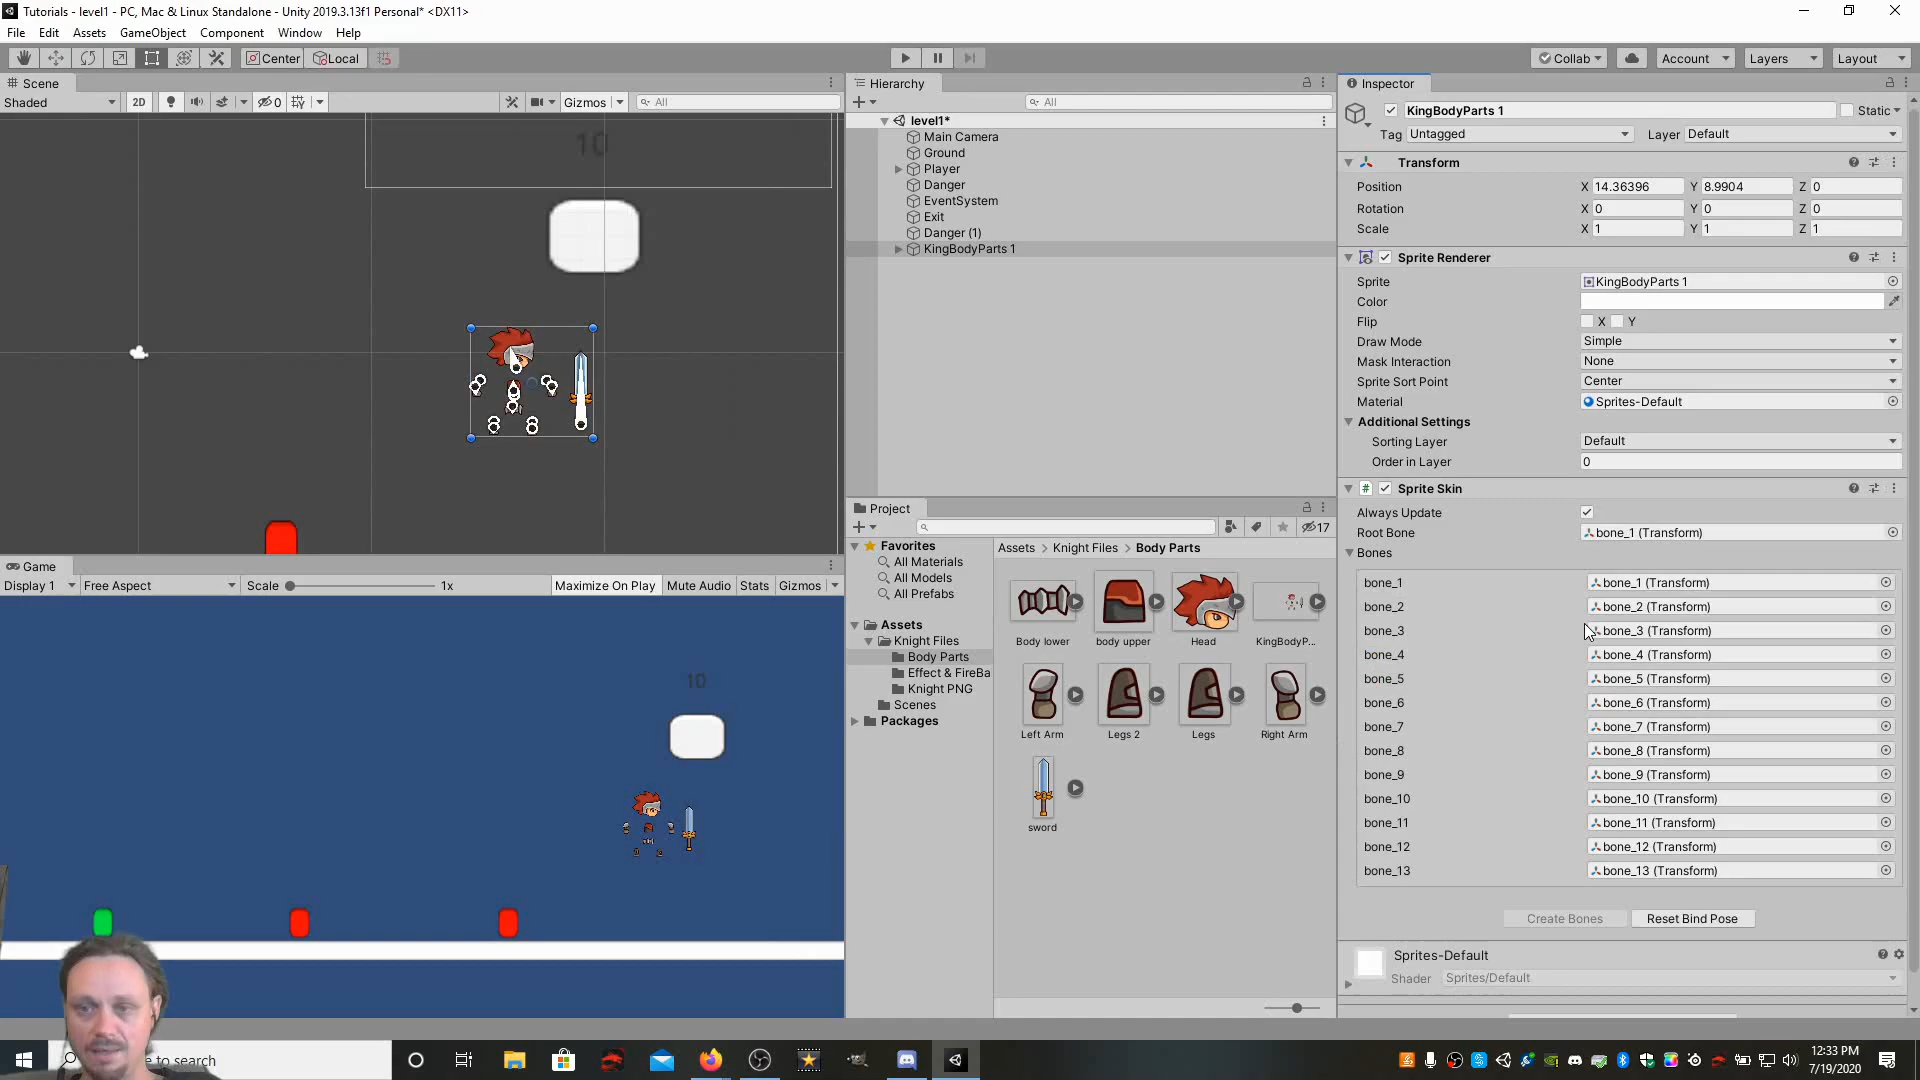 Tutorials - level1 - PC, Mac & Linux Standalone - Unity 2019.3.13f1 Personal* <DX11>
File Edit Assets GameObject Component Window Help
Center Local Collab Account Layers Layout
Scene
Shaded 2D 0 Gizmos All
10
Game
Display 1 Free Aspect Scale 1x Maximize On Play Mute Audio Stats Gizmos
10
Hierarchy
All
level1*
Main Camera
Ground
Player
Danger
EventSystem
Exit
Danger (1)
KingBodyParts 1
Project
17
Favorites
All Materials
All Models
All Prefabs
Assets
Knight Files
Body Parts
Effect & FireBa
Knight PNG
Scenes
Packages
Assets > Knight Files > Body Parts
Body lower body upper Head KingBodyP...
Left Arm Legs 2 Legs Right Arm
sword
Inspector
KingBodyParts 1 Static
Tag Untagged Layer Default
Transform
Position X 14.36396 Y 8.9904 Z 0
Rotation X 0 Y 0 Z 0
Scale X 1 Y 1 Z 1
Sprite Renderer
Sprite KingBodyParts 1
Color
Flip X Y
Draw Mode Simple
Mask Interaction None
Sprite Sort Point Center
Material Sprites-Default
Additional Settings
Sorting Layer Default
Order in Layer 0
# Sprite Skin
Always Update
Root Bone bone_1 (Transform)
Bones
bone_1 bone_1 (Transform)
bone_2 bone_2 (Transform)
bone_3 bone_3 (Transform)
bone_4 bone_4 (Transform)
bone_5 bone_5 (Transform)
bone_6 bone_6 (Transform)
bone_7 bone_7 (Transform)
bone_8 bone_8 (Transform)
bone_9 bone_9 (Transform)
bone_10 bone_10 (Transform)
bone_11 bone_11 (Transform)
bone_12 bone_12 (Transform)
bone_13 bone_13 (Transform)
Create Bones Reset Bind Pose
Sprites-Default
Shader Sprites/Default
e to search
12:33 PM
7/19/2020